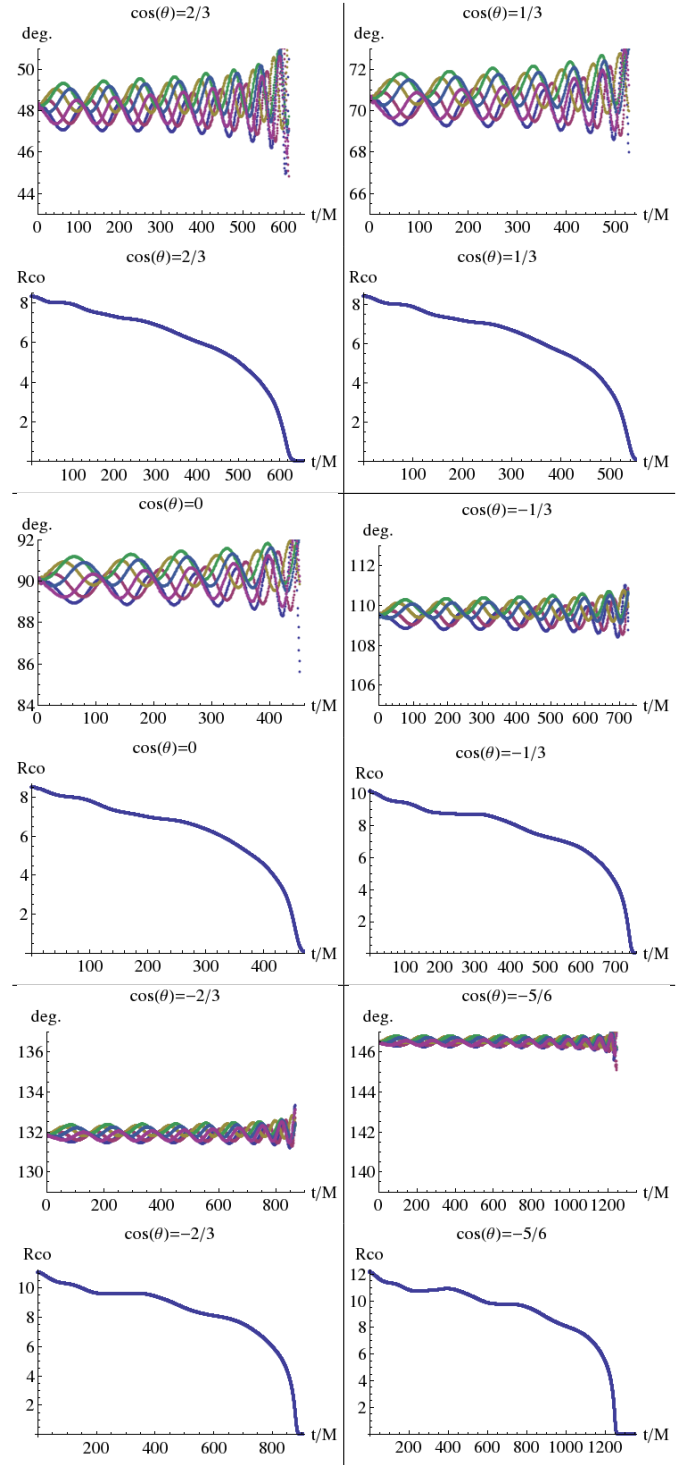 cos(θ)=2/3
deg.
50
48
46
44
0 100 200 300 400 500 600 t/M
cos(θ)=1/3
deg.
72
70
68
66
0 100 200 300 400 500 t/M
cos(θ)=2/3
Rco
8
6
4
2
100 200 300 400 500 600 t/M
cos(θ)=1/3
Rco
8
6
4
2
100 200 300 400 500 t/M
cos(θ)=0
deg.
92
90
88
86
84
0 100 200 300 400 t/M
cos(θ)=−1/3
deg.
112
110
108
106
0 100 200 300 400 500 600 700 t/M
cos(θ)=0
Rco
8
6
4
2
100 200 300 400 t/M
cos(θ)=−1/3
Rco
10
8
6
4
2
100 200 300 400 500 600 700 t/M
cos(θ)=−2/3
deg.
136
134
132
130
0 200 400 600 800 t/M
cos(θ)=−5/6
deg.
146
144
142
140
0 200 400 600 800 1000 1200 t/M
cos(θ)=−2/3
Rco
10
8
6
4
2
200 400 600 800 t/M
cos(θ)=−5/6
Rco
12
10
8
6
4
2
200 400 600 800 1000 1200 t/M